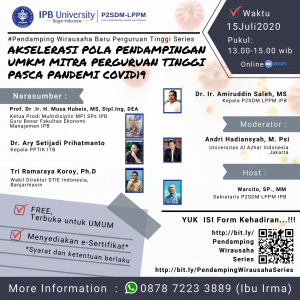 IPB University
Bogor Indonesia
P2SDM-LPPM
Waktu
15Juli2020
Pukul:
13.00-15.00 wib
Online zoom
#Pendamping Wirausaha Baru Perguruan Tinggi Series
AKSELERASI POLA PENDAMPINGAN
UMKM MITRA PERGURUAN TINGGI
PASCA PANDEMI COVID19
Narasumber :
Prof. Dr .Ir. H. Musa Hubeis, MS, Dipl.Ing, DEA
Ketua Prodi Multidisiplin MPI SPs IPB
Guru Besar Fakultas Ekonomi
Manajemen IPB
Dr. Ary Setijadi Prihatmanto
Kepala PPTIK ITB
Tri Ramaraya Koroy, Ph.D
Wakil Direktur STIE Indonesia,
Banjarmasin
Dr. Ir. Amiruddin Saleh, MS
Kepala P2SDM LPPM IPB
Moderator :
Andri Hadiansyah, M. Psi
Universitas Al Azhar Indonesia
Jakarta
Host :
Warcito, SP., MM
Sekretaris P2SDM LPPM IPB
FREE,
Terbuka untuk UMUM
Menyediakan e-Sertifikat*
*Syarat dan ketentuan berlaku
YUK ISI Form Kehadiran...!!!
http://bit.ly/
Pendamping
Wirausaha
Series
http://bit.ly/PendampingWirausahaSeries
More Information : 0878 7223 3889 (Ibu Irma)